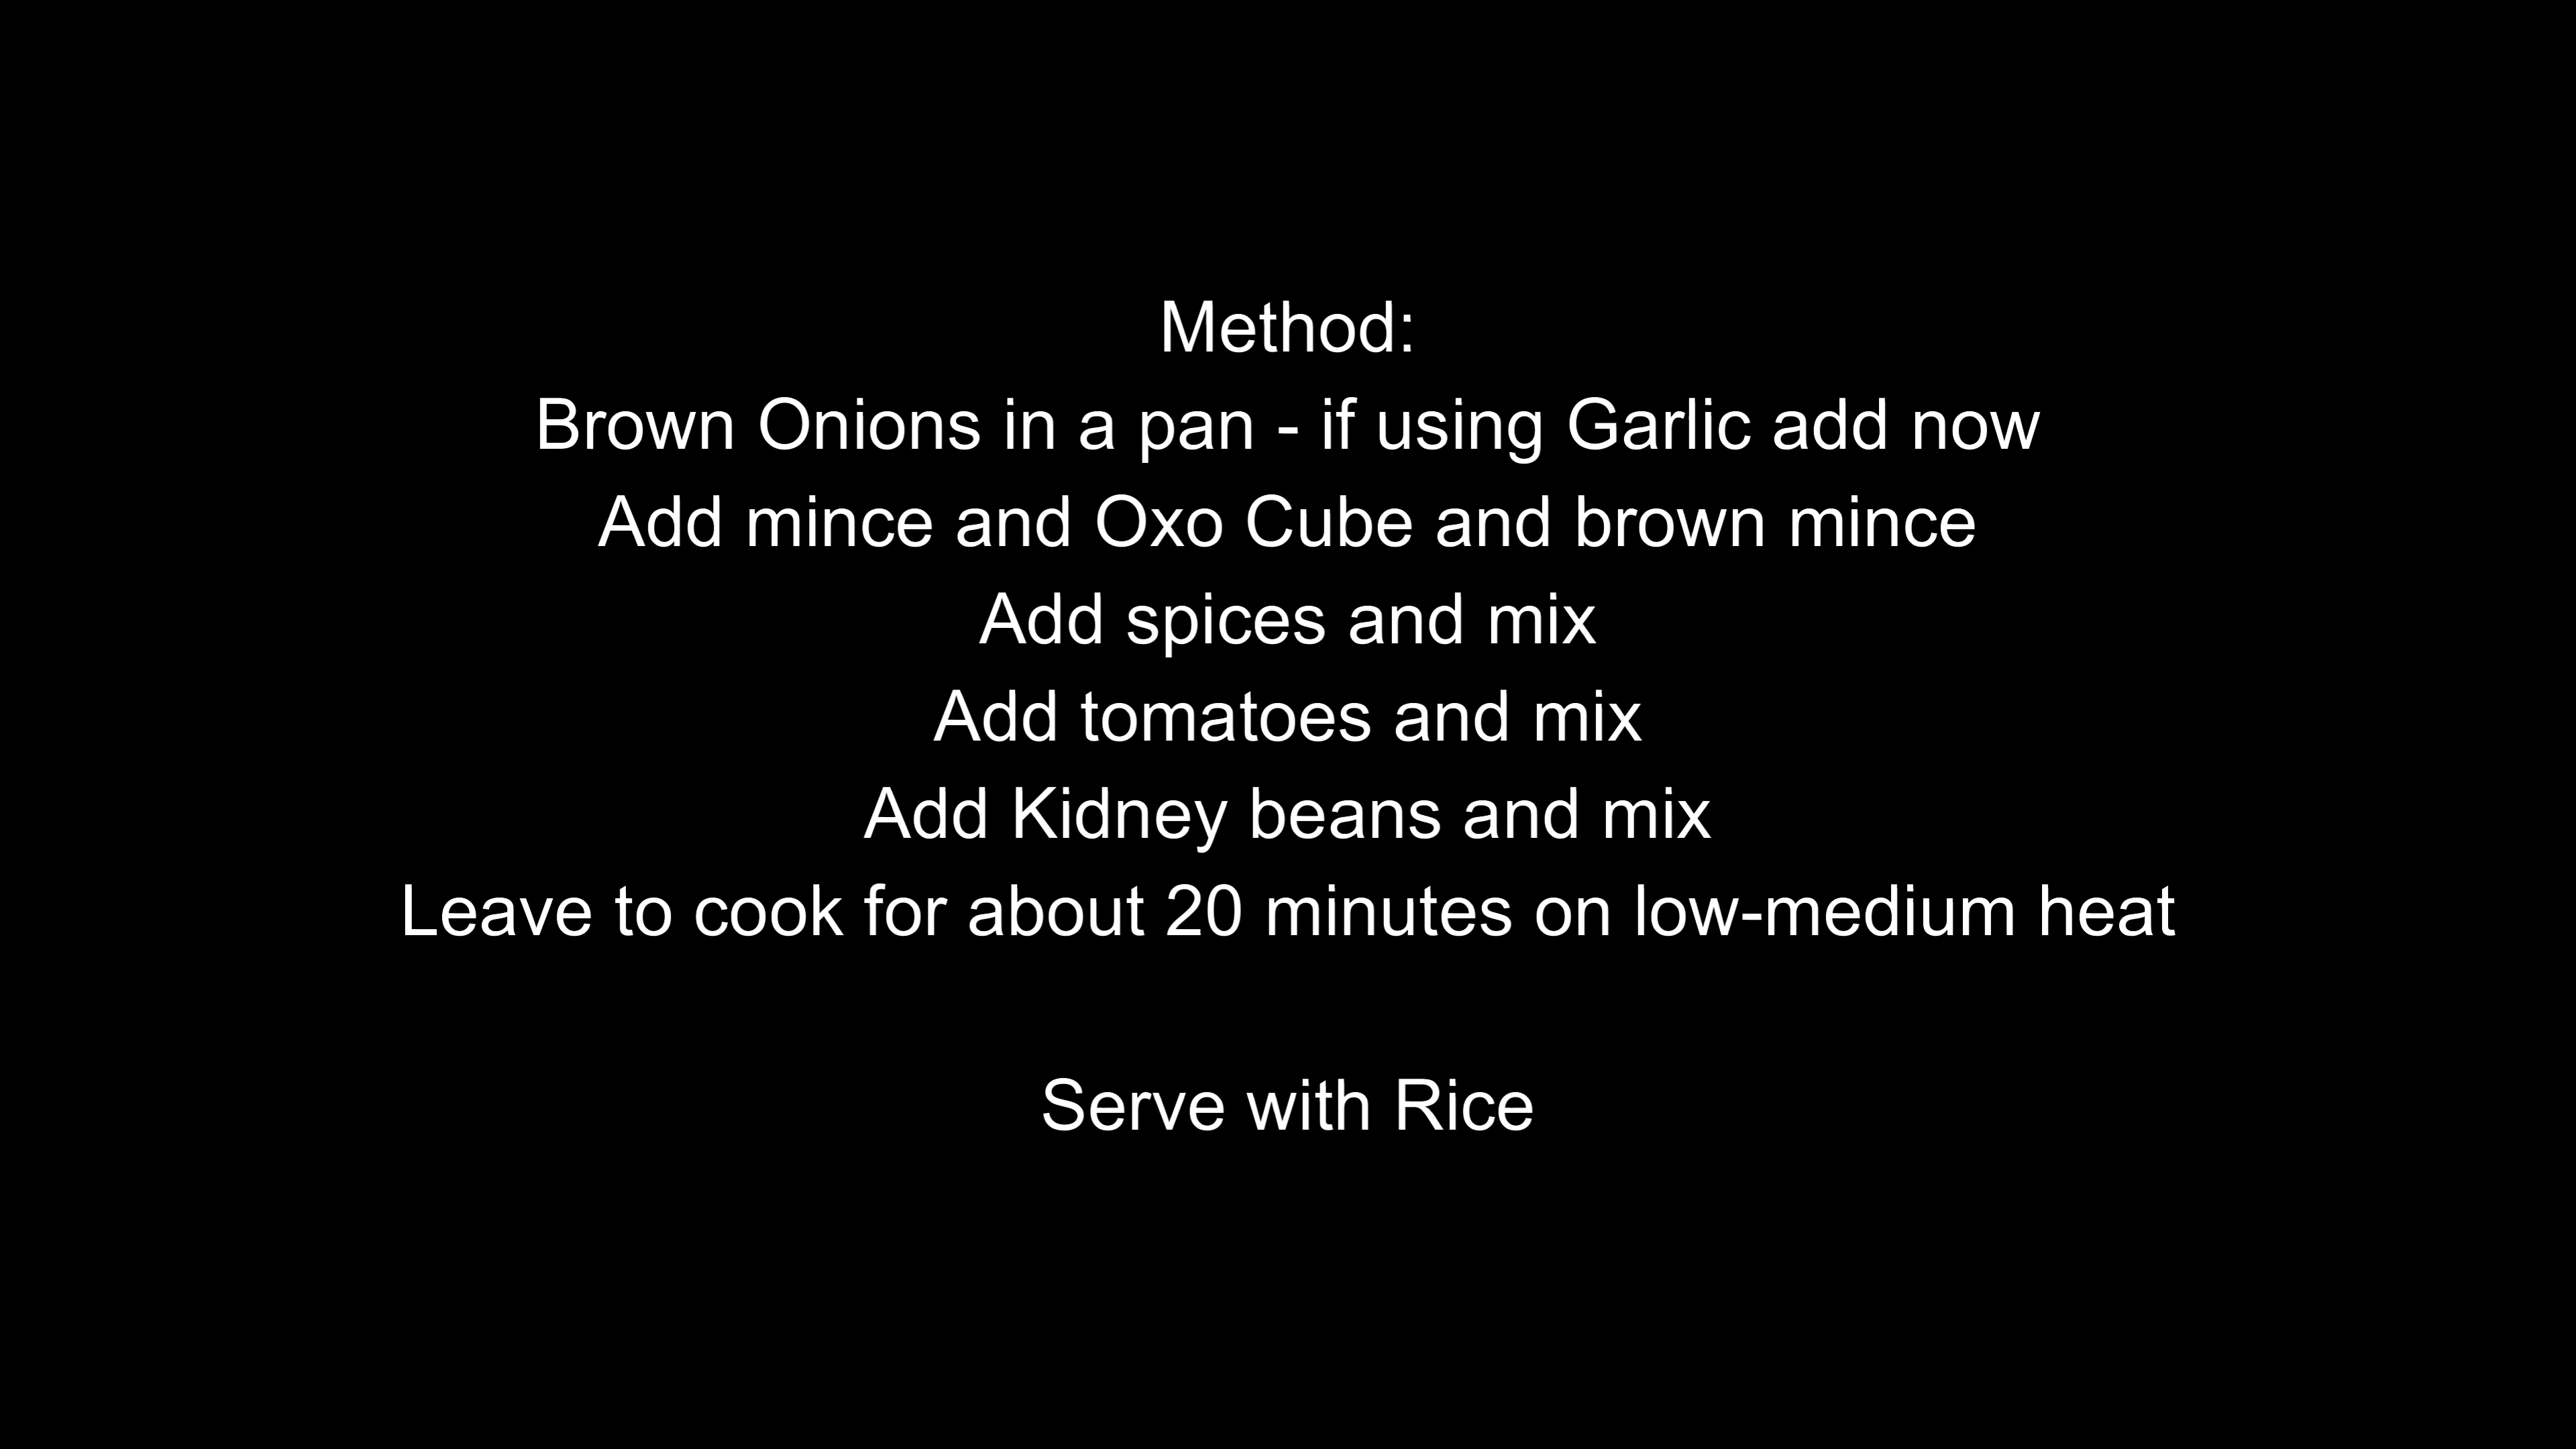 Method:
Brown Onions in a pan - if using Garlic add now
Add mince and Oxo Cube and brown mince
Add spices and mix
Add tomatoes and mix
Add Kidney beans and mix
Leave to cook for about 20 minutes on low-medium heat
Serve with Rice